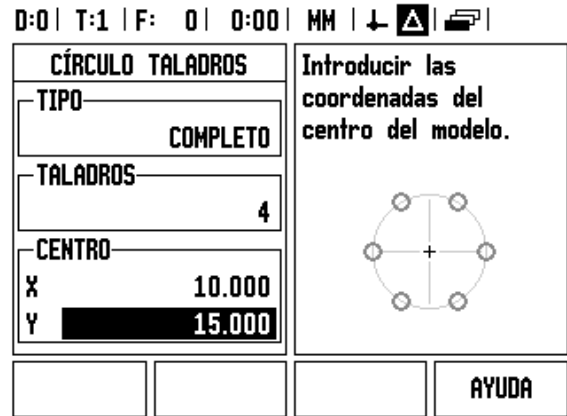 D:0 | T:1 | F: 0 | 0:00 | MM
CÍRCULO TALADROS
TIPO
COMPLETO
TALADROS
4
CENTRO
X 10.000
Y 15.000
Introducir las
coordenadas del
centro del modelo.
AYUDA